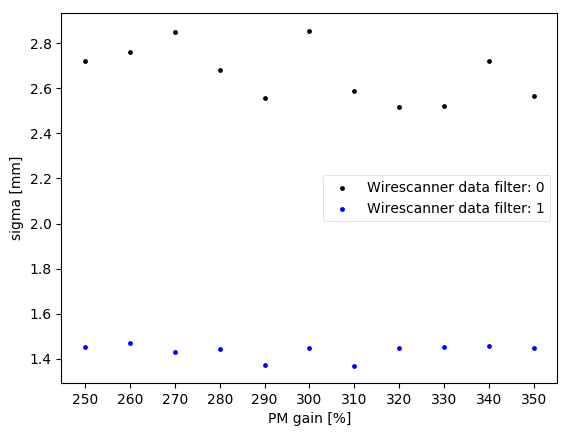 2.8
2.6
2.4
2.2
2.0
1.8
1.6
1.4
sigma [mm]
Wirescanner data filter: 0
Wirescanner data filter: 1
250 260 270 280 290 300 310 320 330 340 350
PM gain [%]